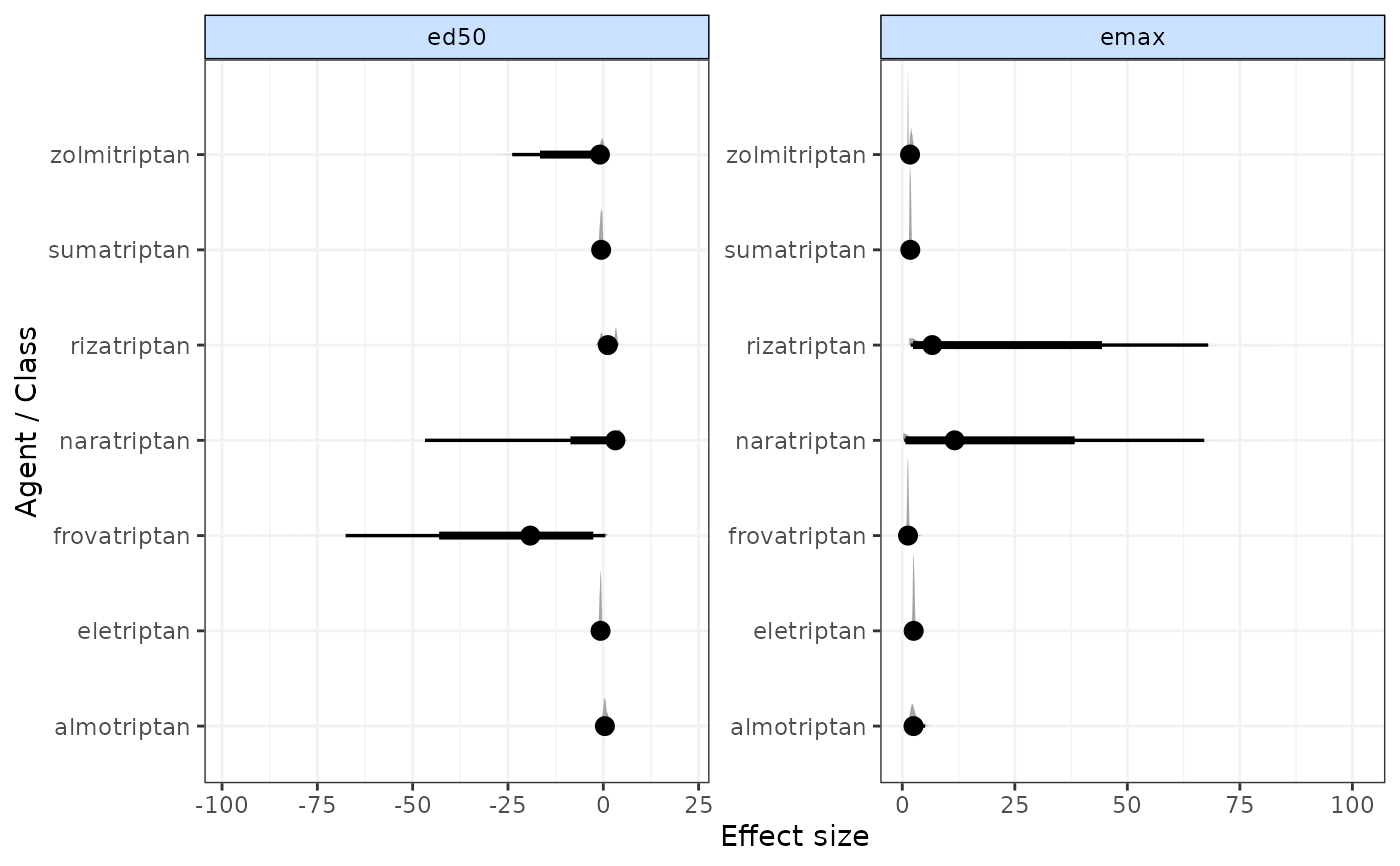 ed50
emax
Agent / Class
zolmitriptan
sumatriptan
rizatriptan
naratriptan
frovatriptan
eletriptan
almotriptan
zolmitriptan
sumatriptan
rizatriptan
naratriptan
frovatriptan
eletriptan
almotriptan
-100 -75 -50 -25 0 25
0 25 50 75 100
Effect size